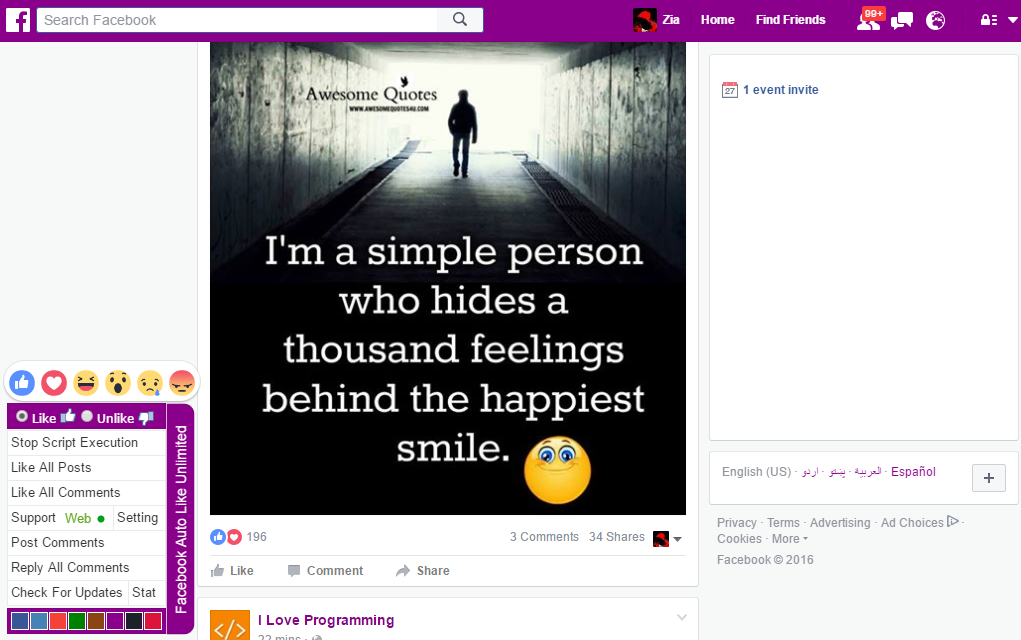 f Search Facebook
Zia Home Find Friends 99+
Awesome Quotes
WWW.AWESOMEQUOTES4U.COM
I'm a simple person
who hides a
thousand feelings
behind the happiest
smile.
196 3 Comments 34 Shares
Like Comment Share
</> I Love Programming
22 mins ·
Like Unlike
Stop Script Execution
Like All Posts
Like All Comments
Support Web Setting
Post Comments
Reply All Comments
Check For Updates Stat
Facebook Auto Like Unlimited
27 1 event invite
English (US) · اردو · پښتو · العربية · Español
+
Privacy · Terms · Advertising · Ad Choices ·
Cookies · More
Facebook © 2016